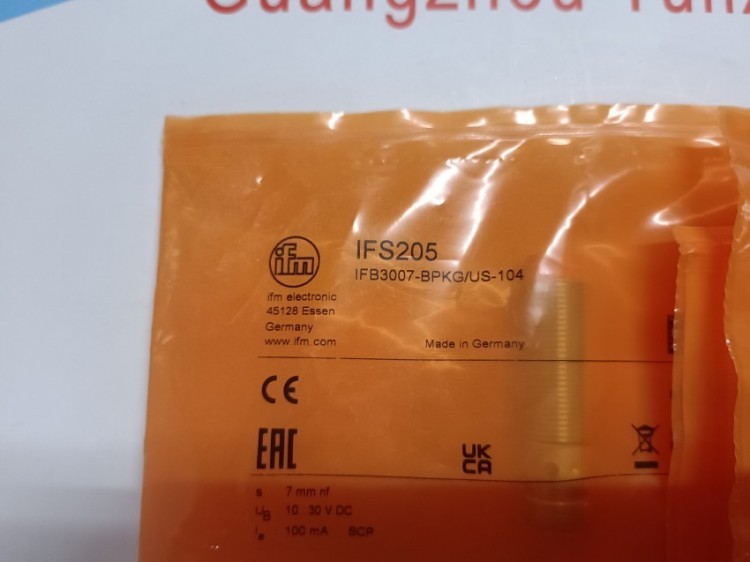 Guangzhou
ifm
IFS205
IFB3007-BPKG/US-104
ifm electronic
45128 Essen
Germany
www.ifm.com
Made in Germany
CE
EAC
UK
CA
s 7 mm nf
UB 10...30 V DC
Ia 100 mA SCP